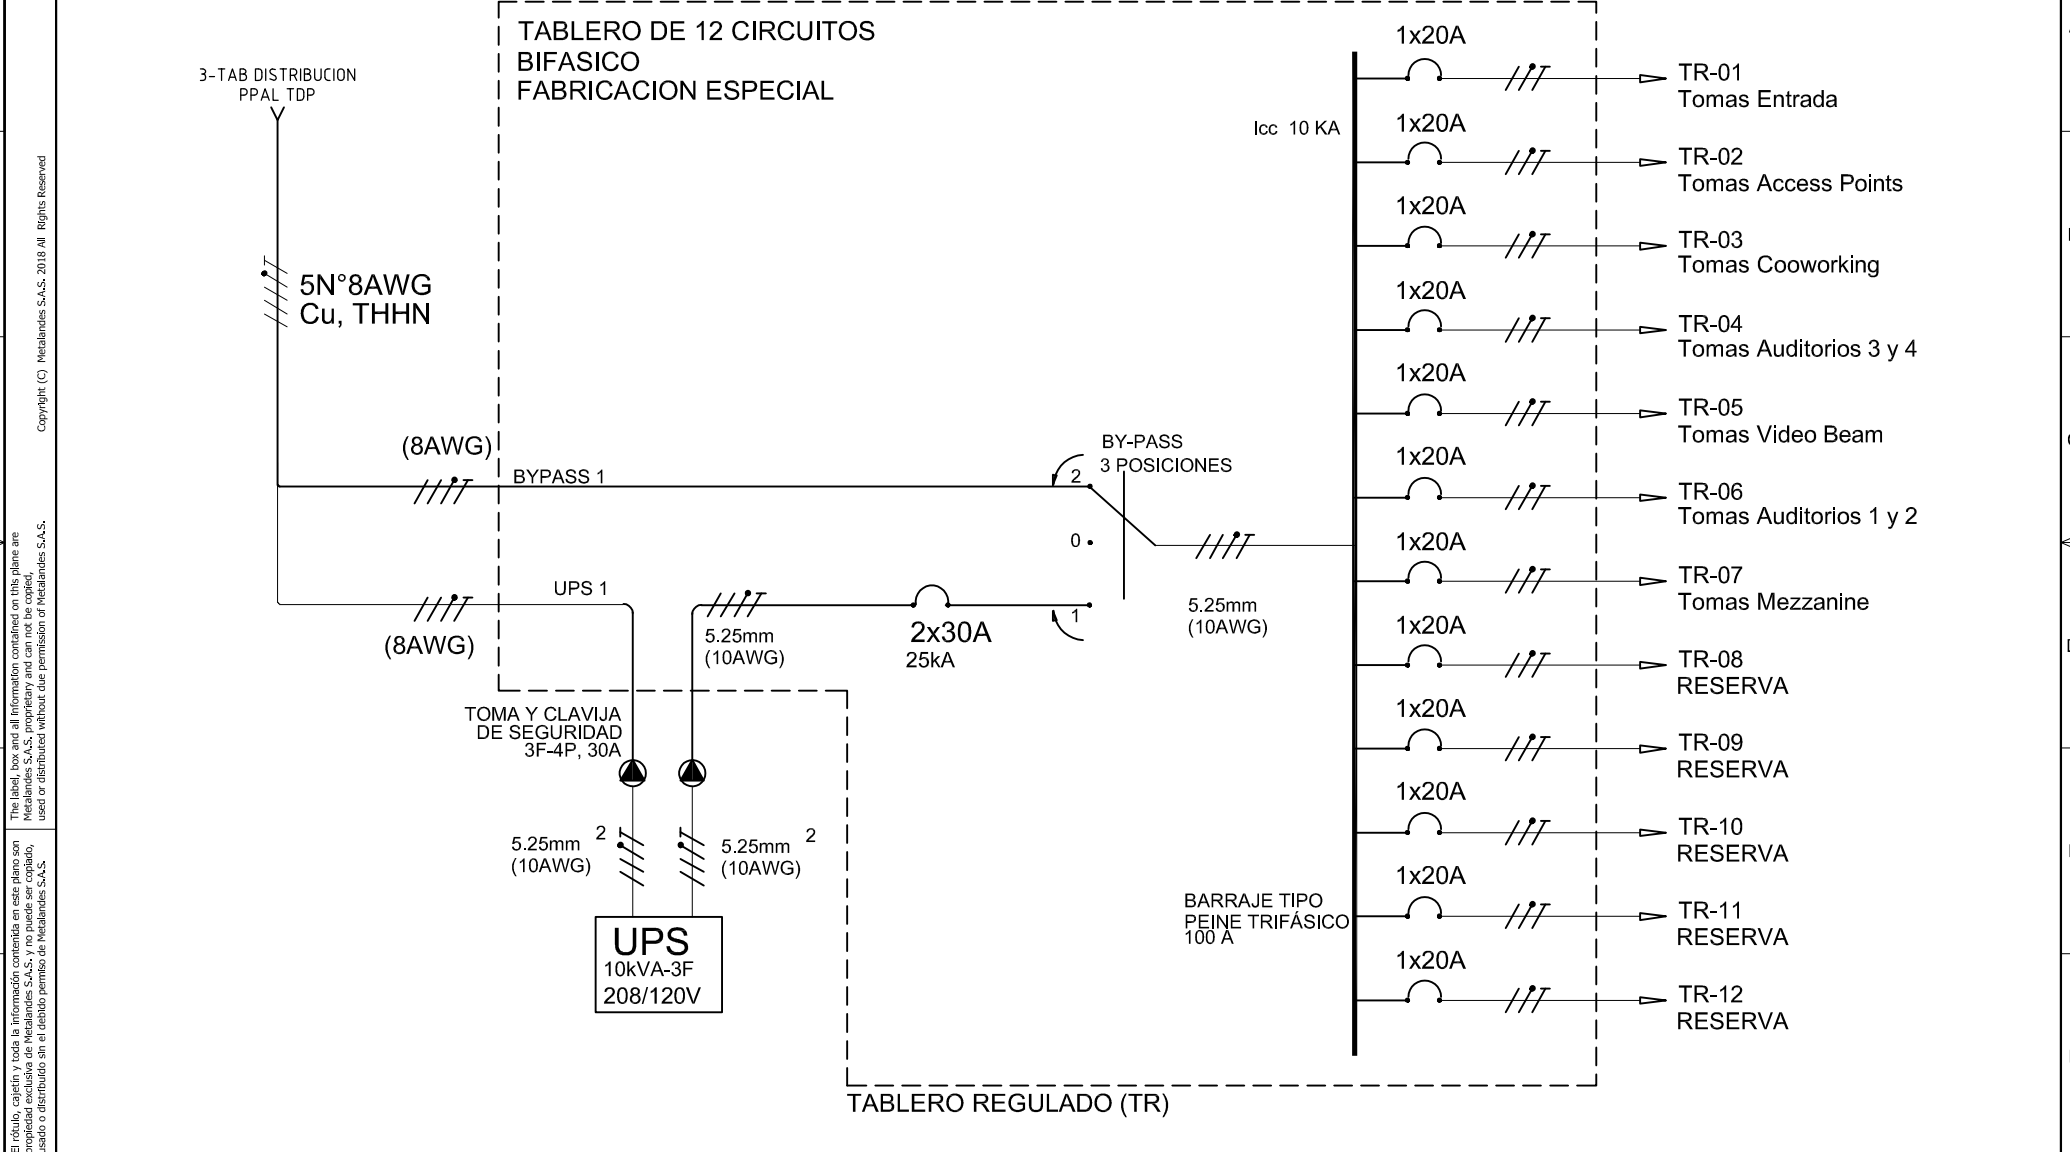 TABLERO DE 12 CIRCUITOS
BIFASICO
FABRICACION ESPECIAL
3-TAB DISTRIBUCION
PPAL TDP
5N°8AWG
Cu, THHN
(8AWG)
BYPASS 1
BY-PASS
3 POSICIONES
2
0
1
UPS 1
(8AWG)
5.25mm
(10AWG)
2x30A
25kA
5.25mm
(10AWG)
TOMA Y CLAVIJA
DE SEGURIDAD
3F-4P, 30A
5.25mm 2
(10AWG)
5.25mm 2
(10AWG)
UPS
10kVA-3F
208/120V
Icc 10 KA
BARRAJE TIPO
PEINE TRIFÁSICO
100 A
1x20A
TR-01
Tomas Entrada
1x20A
TR-02
Tomas Access Points
1x20A
TR-03
Tomas Cooworking
1x20A
TR-04
Tomas Auditorios 3 y 4
1x20A
TR-05
Tomas Video Beam
1x20A
TR-06
Tomas Auditorios 1 y 2
1x20A
TR-07
Tomas Mezzanine
1x20A
TR-08
RESERVA
1x20A
TR-09
RESERVA
1x20A
TR-10
RESERVA
1x20A
TR-11
RESERVA
1x20A
TR-12
RESERVA
TABLERO REGULADO (TR)
The label, box and all information contained on this plane are
Metalandes S.A.S. proprietary and can not be copied,
used or distributed without due permission of Metalandes S.A.S.
Copyright (C) Metalandes S.A.S. 2018 All Rights Reserved
El rótulo, cajetín y toda la información contenida en este plano son
propiedad exclusiva de Metalandes S.A.S. y no puede ser copiado,
usado o distribuido sin el debido permiso de Metalandes S.A.S.